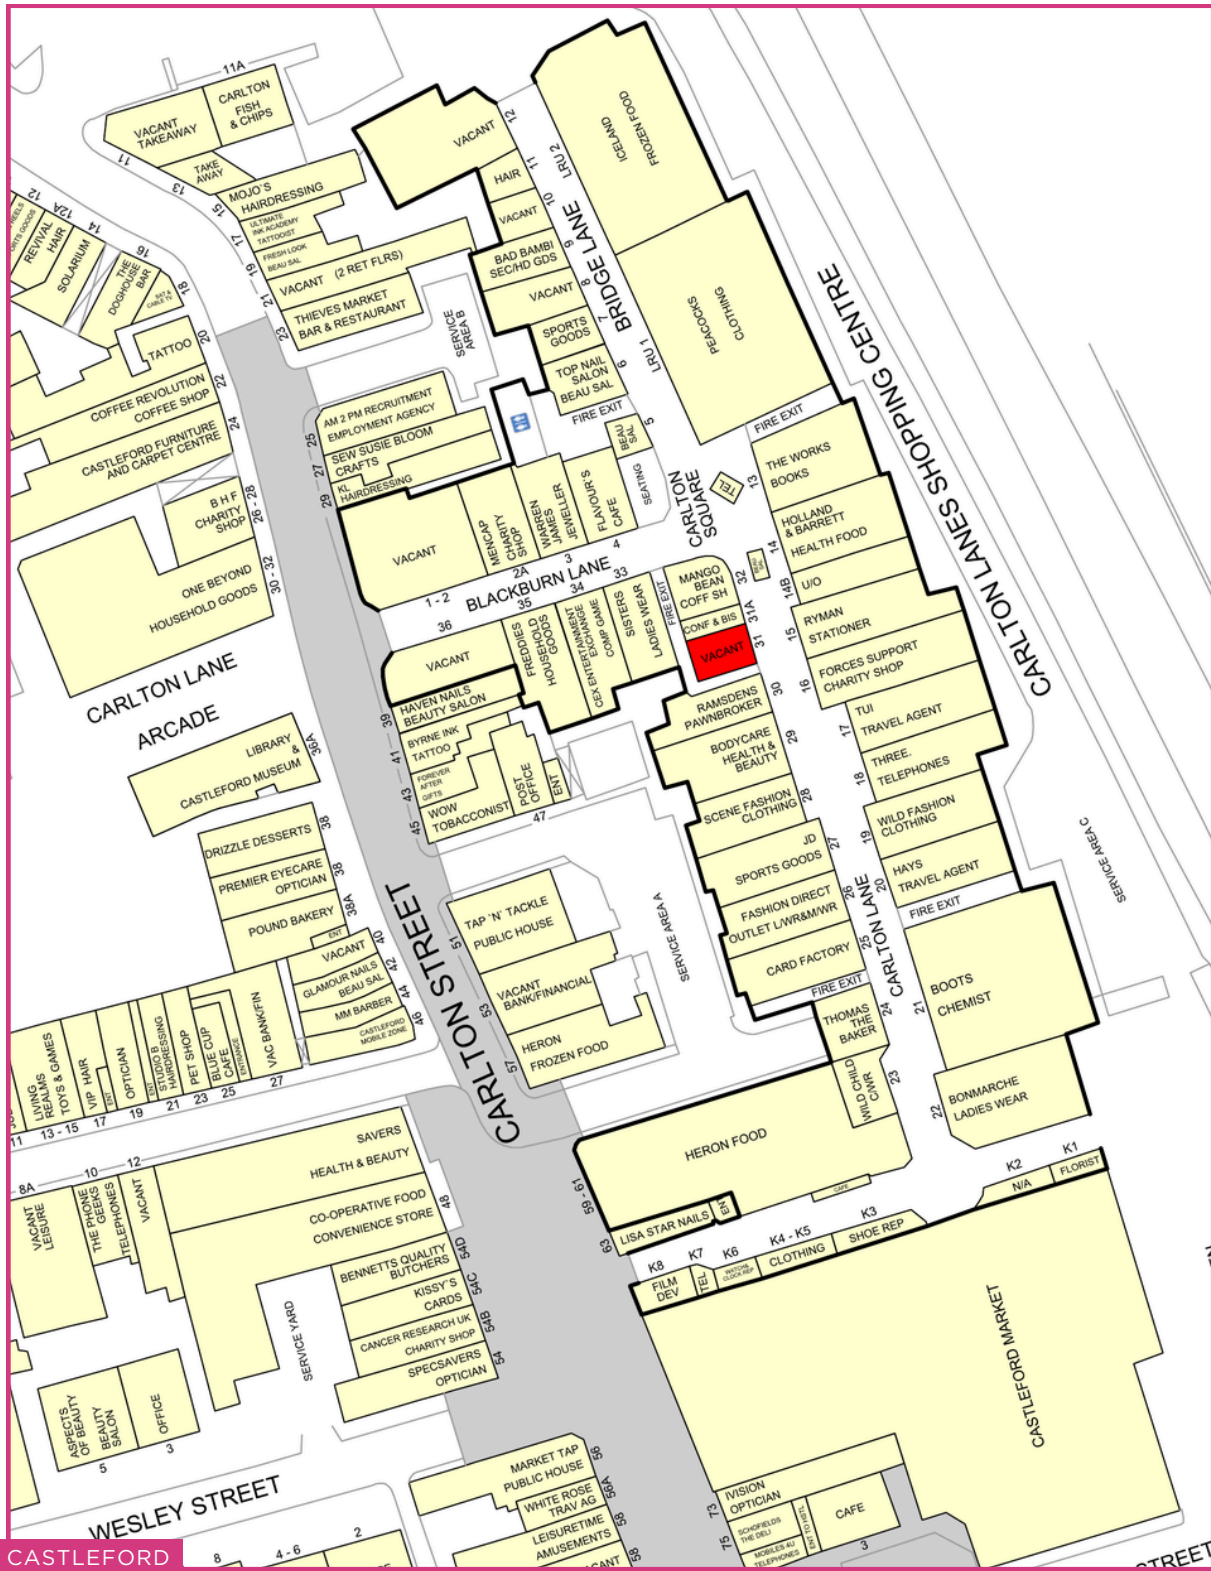 11A
CARLTON
FISH
& CHIPS
VACANT
TAKEAWAY
11
TAKE
AWAY
13
MOJO'S
HAIRDRESSING
15
ULTIMATE
INK ACADEMY
TATTOOIST
17
FRESH LOOK
BEAU SAL
19
VACANT (2 RET FLRS)
21
THIEVES MARKET
BAR & RESTAURANT
23
12
12A
14
16
18
REVIVAL
HAIR
SOLARIUM
THE
DOGHOUSE
BAR
SAT &
CABLE TV
20
TATTOO
22
COFFEE REVOLUTION
COFFEE SHOP
24
CASTLEFORD FURNITURE
AND CARPET CENTRE
B H F
CHARITY
SHOP
26 - 28
ONE BEYOND
HOUSEHOLD GOODS
30 - 32
CARLTON LANE
ARCADE
LIBRARY
&
CASTLEFORD MUSEUM
36A
DRIZZLE DESSERTS
38
PREMIER EYECARE
OPTICIAN
38
POUND BAKERY
38A
ENT
VACANT
40
GLAMOUR NAILS
BEAU SAL
42
MM BARBER
44
CASTLEFORD
MOBILE ZONE
46
VACANT
12
HAIR
11
VACANT
10
BAD BAMBI
SEC/HD GDS
9
VACANT
8
SPORTS
GOODS
7
TOP NAIL
SALON
BEAU SAL
6
FIRE EXIT
BEAU
SAL
5
SEATING
BRIDGE LANE
LRU 2
LRU 1
ICELAND
FROZEN FOOD
PEACOCKS
CLOTHING
SERVICE
AREA B
AM 2 PM RECRUITMENT
EMPLOYMENT AGENCY
25
SEW SUSIE BLOOM
CRAFTS
27
KL
HAIRDRESSING
29
VACANT
1 - 2
MENCAP
CHARITY
SHOP
2A
WARREN
JAMES
JEWELLER
3
FLAVOUR'S
CAFE
4
BLACKBURN LANE
CARLTON
SQUARE
TEL
BEAU
SAL
FIRE EXIT
THE WORKS
BOOKS
13
HOLLAND
& BARRETT
HEALTH FOOD
14
U/O
14B
RYMAN
STATIONER
15
FORCES SUPPORT
CHARITY SHOP
16
TUI
TRAVEL AGENT
17
THREE.
TELEPHONES
18
WILD FASHION
CLOTHING
19
HAYS
TRAVEL AGENT
20
FIRE EXIT
BOOTS
CHEMIST
21
BONMARCHE
LADIES WEAR
22
CARLTON LANES SHOPPING CENTRE
SERVICE AREA C
36
VACANT
35
FREDDIES
HOUSEHOLD
GOODS
34
CEX ENTERTAINMENT
EXCHANGE
COMP GAME
33
SISTERS
LADIES WEAR
FIRE EXIT
MANGO
BEAN
COFF SH
32
CONF & BIS
31A
VACANT
31
RAMSDENS
PAWNBROKER
30
BODYCARE
HEALTH &
BEAUTY
29
SCENE FASHION
CLOTHING
28
JD
SPORTS GOODS
27
FASHION DIRECT
OUTLET L/WR&M/WR
26
CARD FACTORY
25
FIRE EXIT
THOMAS
THE
BAKER
24
WILD CHILD
CWR
23
CARLTON LANE
HAVEN NAILS
BEAUTY SALON
39
BYRNE INK
TATTOO
41
FOREVER
AFTER
GIFTS
43
WOW
TOBACCONIST
45
POST
OFFICE
ENT
47
CARLTON STREET
SERVICE AREA A
TAP 'N' TACKLE
PUBLIC HOUSE
51
VACANT
BANK/FINANCIAL
53
HERON
FROZEN FOOD
57
HERON FOOD
59 - 61
CAFE
LISA STAR NAILS
EN
63
K8
FILM
DEV
K7
TEL
K6
WATCH&
CLOCK REP
K4 - K5
CLOTHING
K3
SHOE REP
K2
N/A
K1
FLORIST
CASTLEFORD MARKET
11
LIVING
REALMS
TOYS & GAMES
13 - 15
VIP HAIR
17
ENT
OPTICIAN
19
ENT
STUDIO B
HAIRDRESSING
21
PET SHOP
23
BLUE CUP
CAFE
25
ENTRANCE
VAC BANK/FIN
27
8A
VACANT
LEISURE
10
THE PHONE
GEEKS
TELEPHONES
12
VACANT
SAVERS
HEALTH & BEAUTY
CO-OPERATIVE FOOD
CONVENIENCE STORE
48
BENNETTS QUALITY
BUTCHERS
54D
KISSY'S
CARDS
54C
CANCER RESEARCH UK
CHARITY SHOP
54B
SPECSAVERS
OPTICIAN
54
SERVICE YARD
ASPECTS
OF BEAUTY
BEAUTY
SALON
5
OFFICE
3
WESLEY STREET
8
4 - 6
2
MARKET TAP
PUBLIC HOUSE
56
WHITE ROSE
TRAV AG
56A
LEISURETIME
AMUSEMENTS
58
58
IVISION
OPTICIAN
73
SCHOFIELDS
THE DELI
75
MOBILES 4U
TELEPHONES
ENT TO HSTL
CAFE
3
STREET
CASTLEFORD